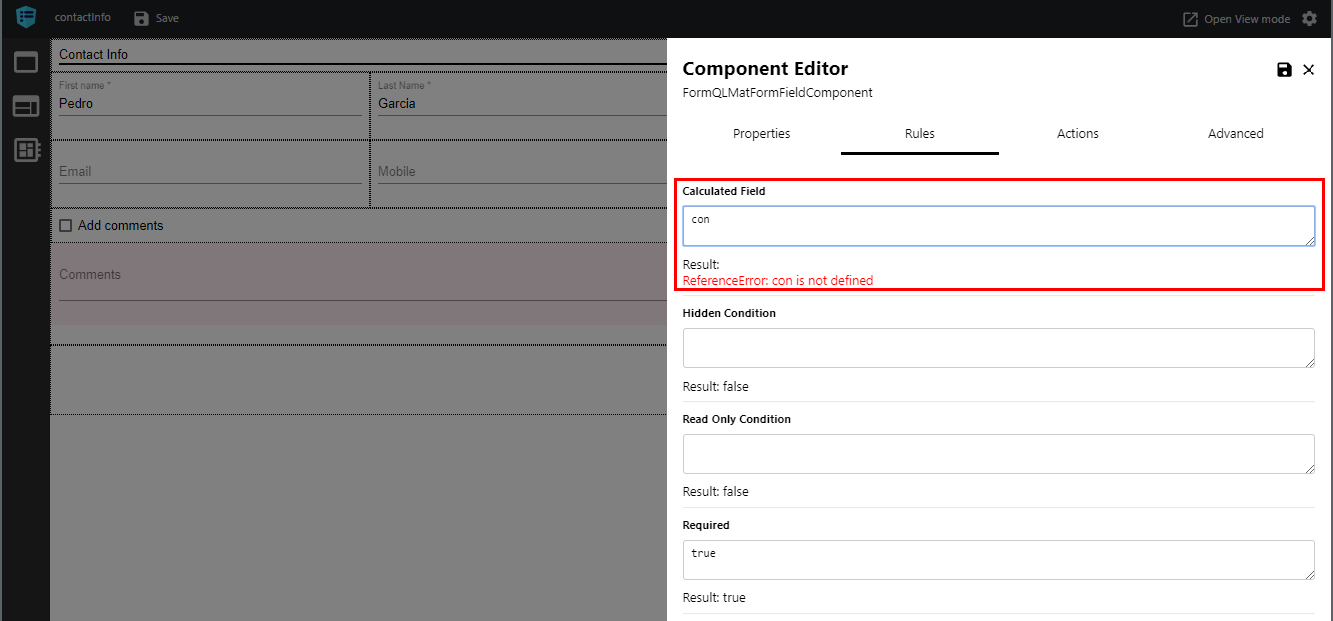 contactInfo Save Open View mode
Contact Info
First name * Last Name *
Pedro Garcia
Email Mobile
Add comments
Comments
Component Editor
FormQLMatFormFieldComponent
Properties Rules Actions Advanced
Calculated Field
con
Result:
ReferenceError: con is not defined
Hidden Condition
Result: false
Read Only Condition
Result: false
Required
true
Result: true